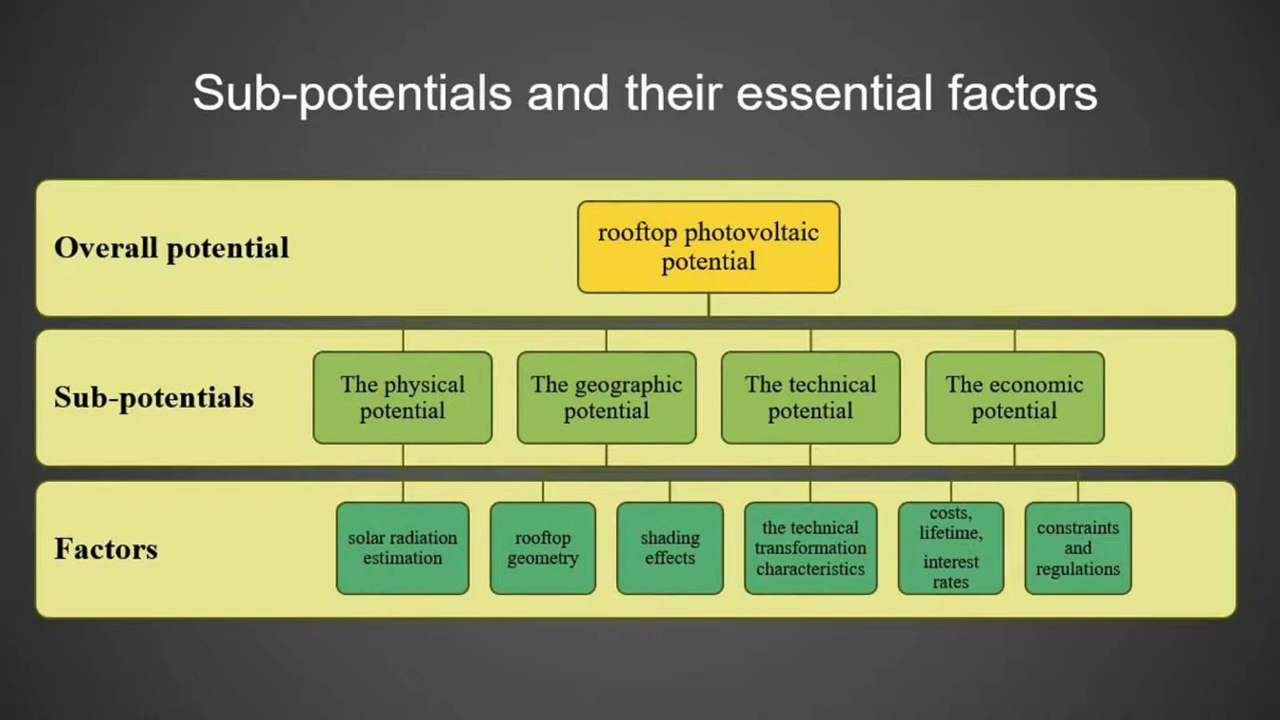 Sub-potentials and their essential factors
Overall potential
rooftop photovoltaic
potential
Sub-potentials
The physical
potential
The geographic
potential
The technical
potential
The economic
potential
Factors
solar radiation
estimation
rooftop
geometry
shading
effects
the technical
transformation
characteristics
costs,
lifetime,
interest
rates
constraints
and
regulations